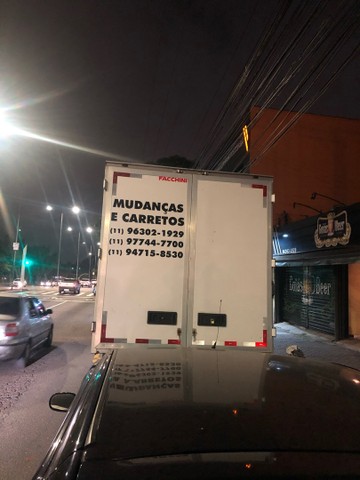 FACCHINI
MUDANÇAS
E CARRETOS
(11) 96302-1929
(11) 97744-7700
(11) 94715-8530